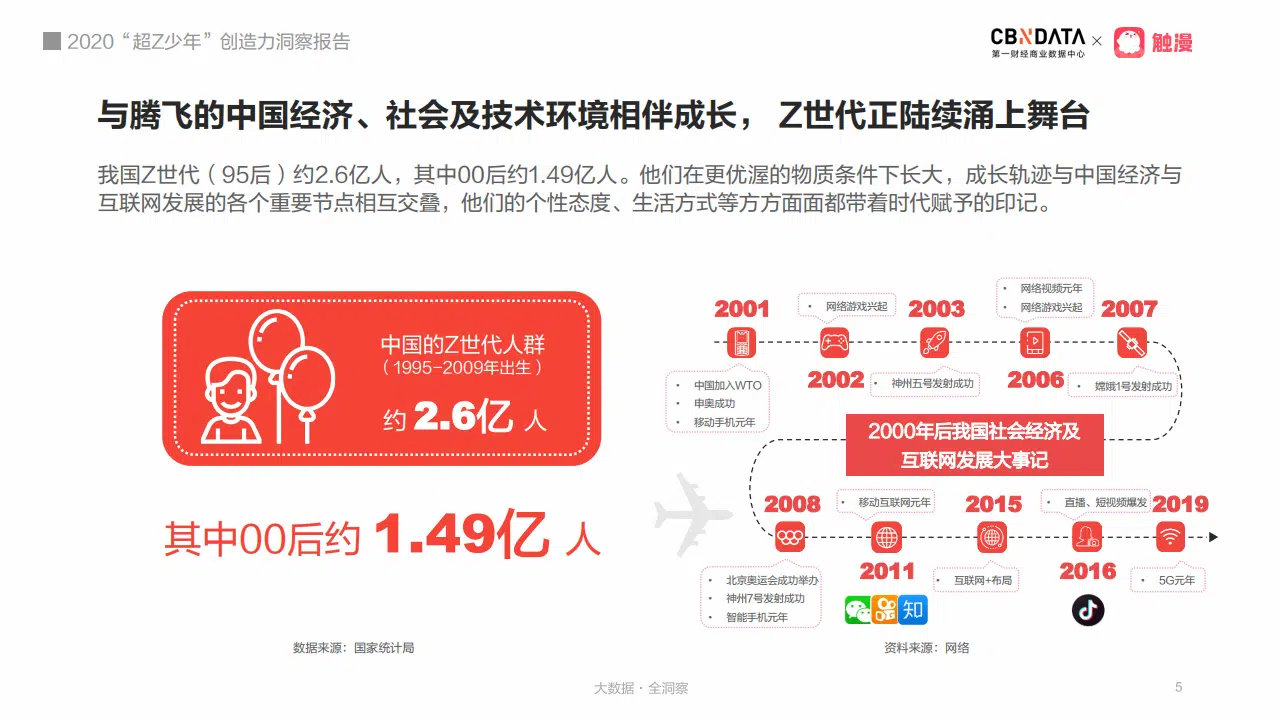 2020“超Z少年”创造力洞察报告
CBNDATA
第一财经商业数据中心
×
触漫
与腾飞的中国经济、社会及技术环境相伴成长， Z世代正陆续涌上舞台
我国Z世代（95后）约2.6亿人，其中00后约1.49亿人。他们在更优渥的物质条件下长大，成长轨迹与中国经济与
互联网发展的各个重要节点相互交叠，他们的个性态度、生活方式等方方面面都带着时代赋予的印记。
中国的Z世代人群
（1995-2009年出生）
约 2.6亿 人
其中00后约 1.49亿 人
数据来源：国家统计局
2001
• 中国加入WTO
• 申奥成功
• 移动手机元年
• 网络游戏兴起
2002
2003
• 神州五号发射成功
• 网络视频元年
• 网络游戏兴起
2006
2007
• 嫦娥1号发射成功
2000年后我国社会经济及
互联网发展大事记
2008
• 北京奥运会成功举办
• 神州7号发射成功
• 智能手机元年
• 移动互联网元年
2011
知
2015
• 互联网+布局
• 直播、短视频爆发
2016
2019
• 5G元年
资料来源：网络
大数据·全洞察
5